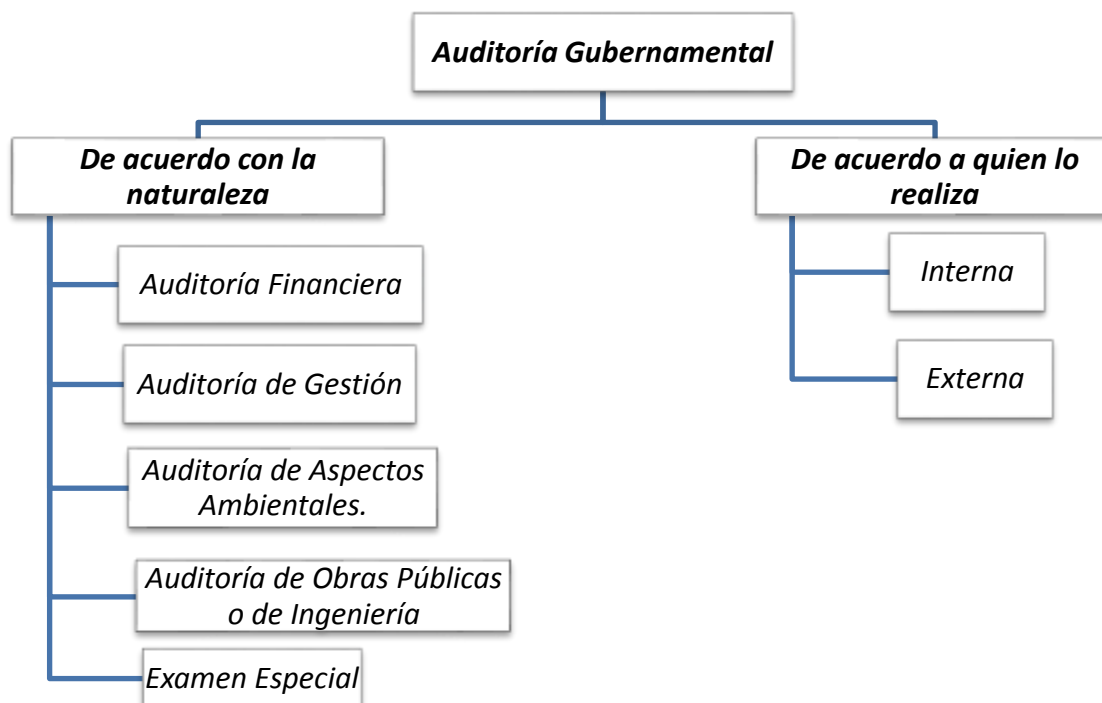 Auditoría Gubernamental
De acuerdo con la
naturaleza
Auditoría Financiera
Auditoría de Gestión
Auditoría de Aspectos
Ambientales.
Auditoría de Obras Públicas
o de Ingeniería
Examen Especial
De acuerdo a quien lo
realiza
Interna
Externa